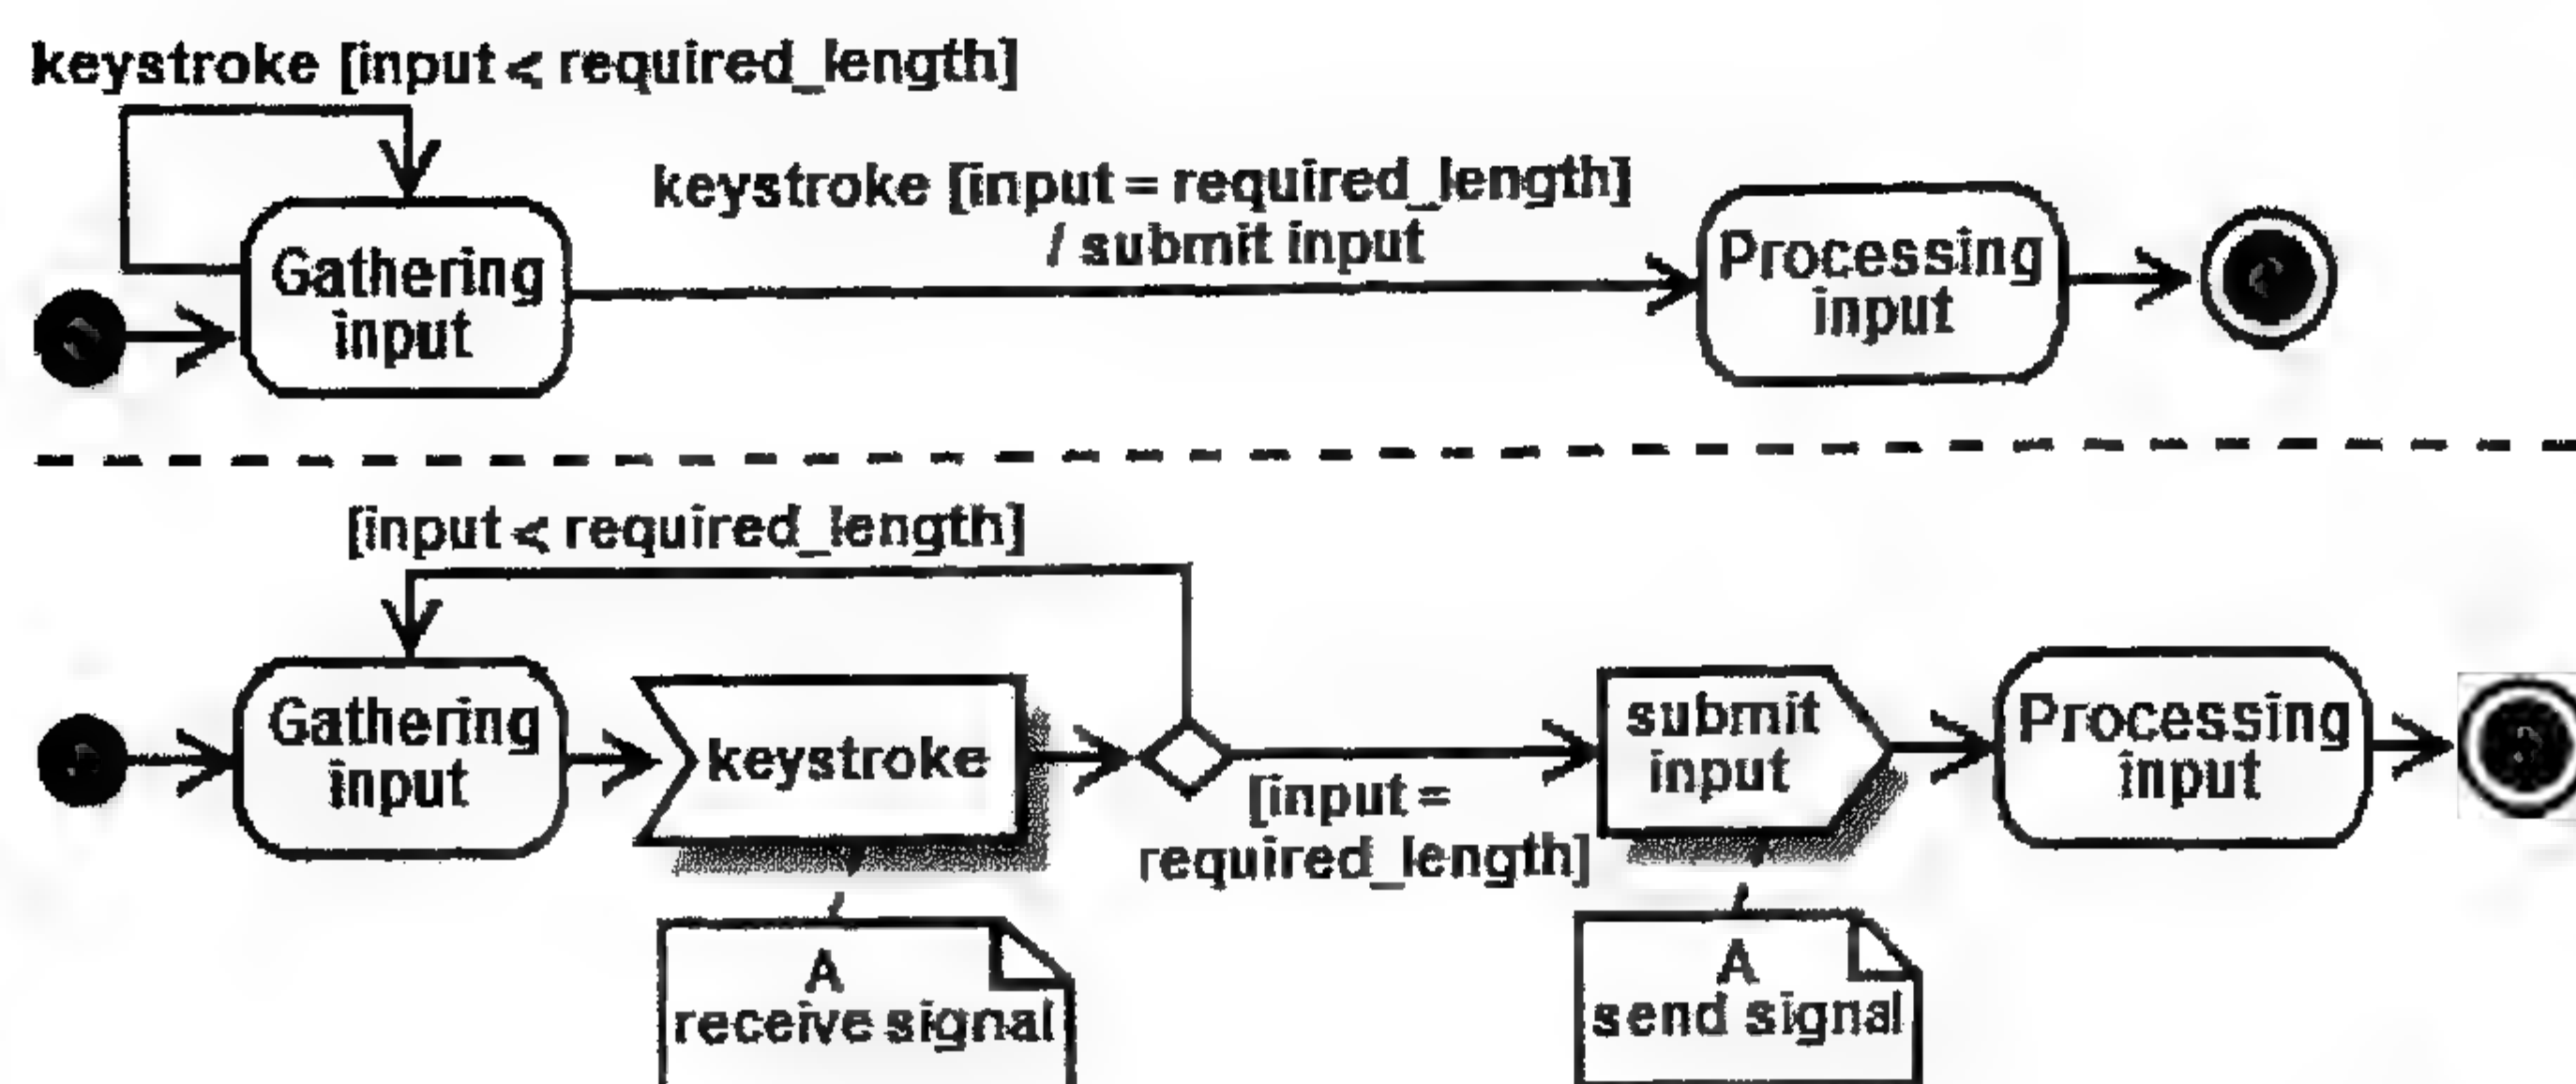 keystroke [input < required_length]
keystroke [input = required_length]
/ submit input
Gathering
input
Processing
input
[input < required_length]
Gathering
input
keystroke
[input =
required_length]
submit
input
Processing
input
A
receive signal
A
send signal